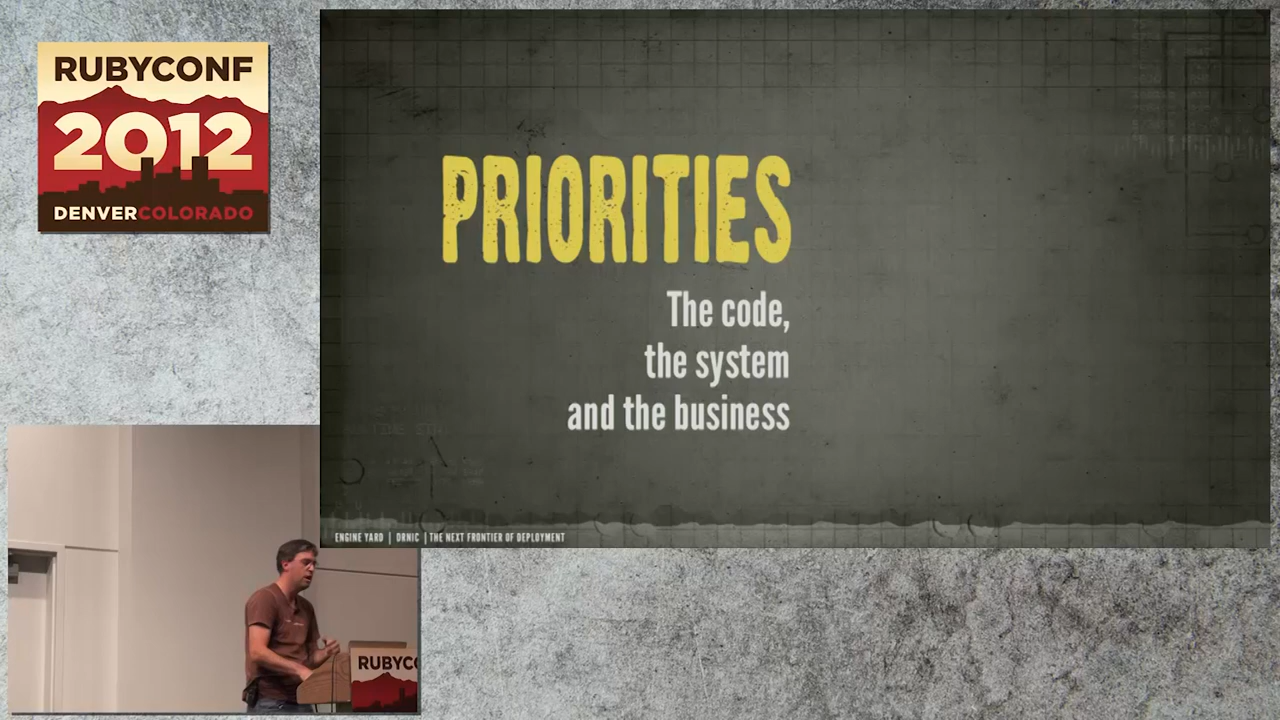 RUBYCONF
2012
DENVERCOLORADO
PRIORITIES
The code,
the system
and the business
ENGINE YARD | DRNIC | THE NEXT FRONTIER OF DEPLOYMENT
RUBYC